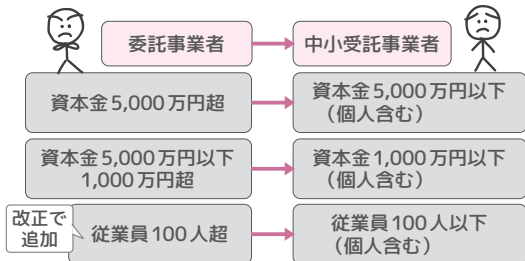 委託事業者
中小受託事業者
資本金5,000万円超
資本金5,000万円以下
（個人含む）
資本金5,000万円以下
1,000万円超
資本金1,000万円以下
（個人含む）
改正で
追加
従業員100人超
従業員100人以下
（個人含む）